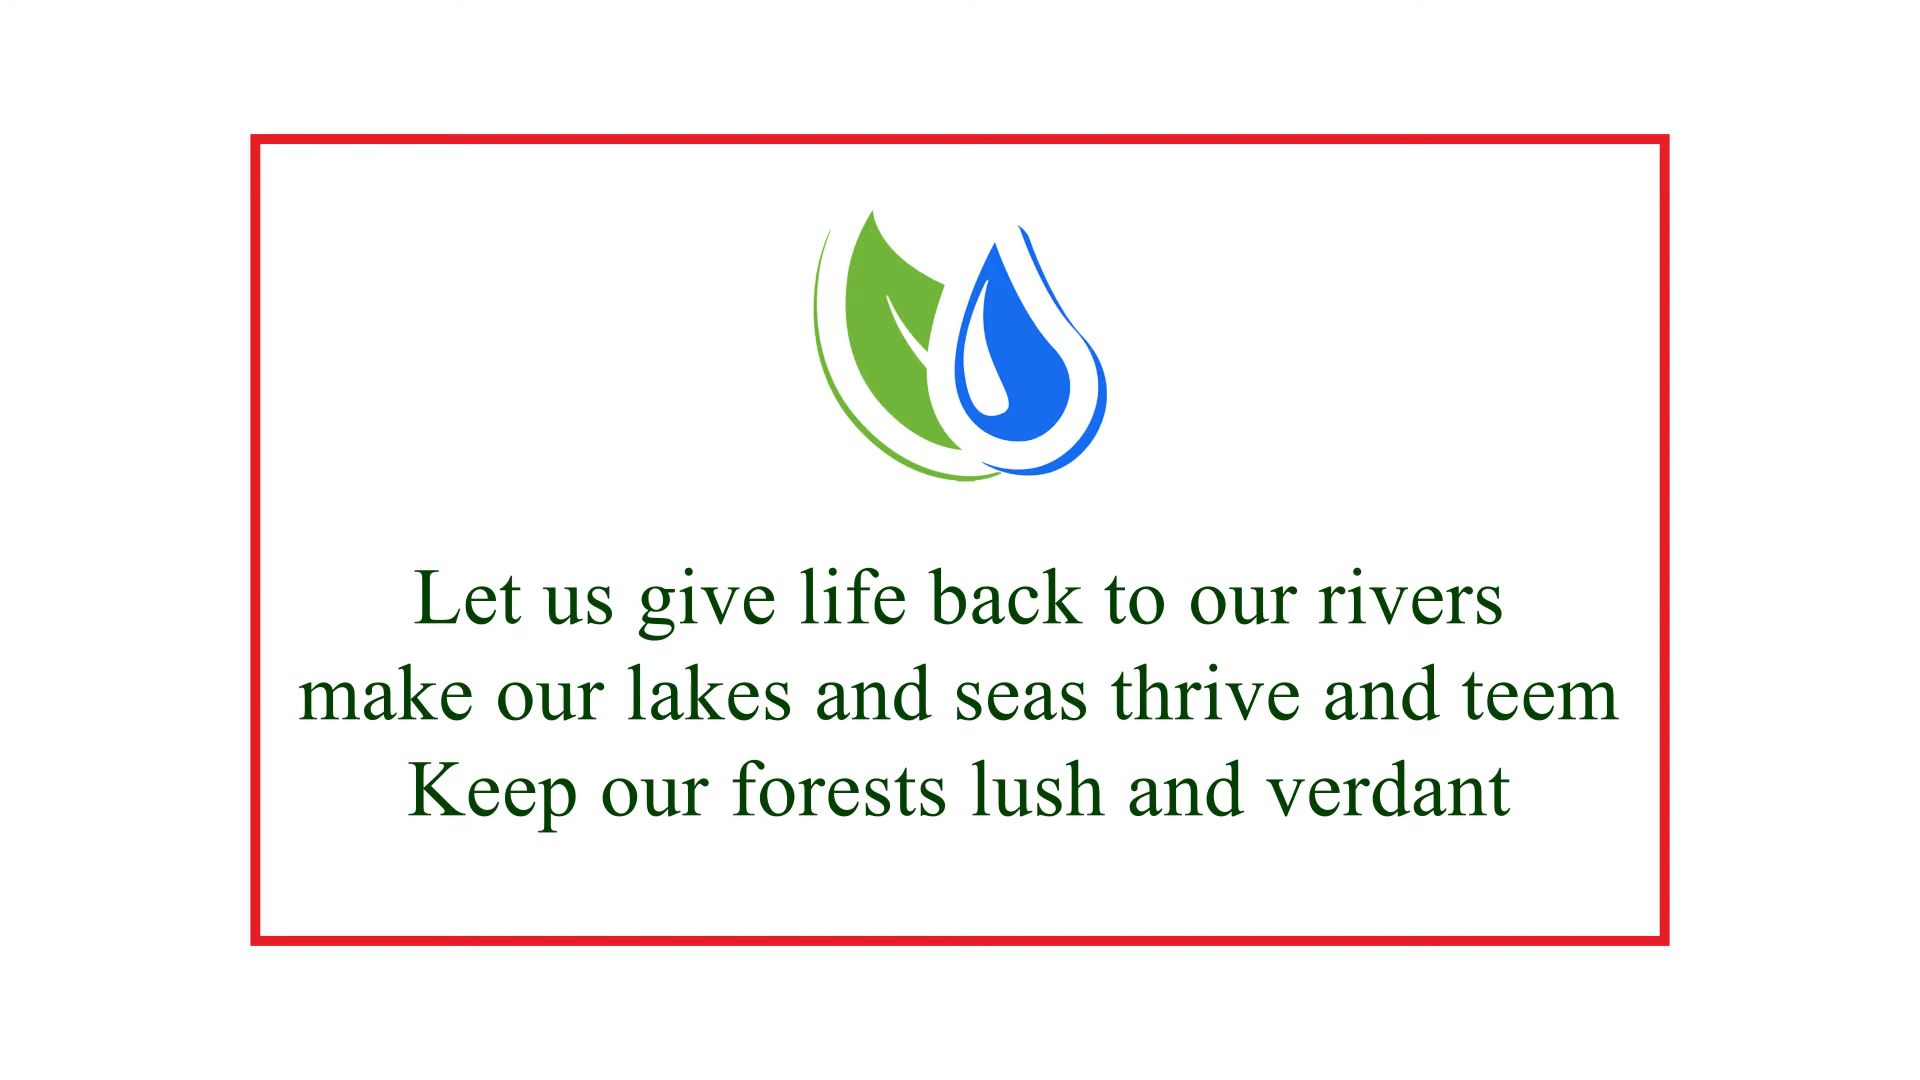 Let us give life back to our rivers
make our lakes and seas thrive and teem
Keep our forests lush and verdant